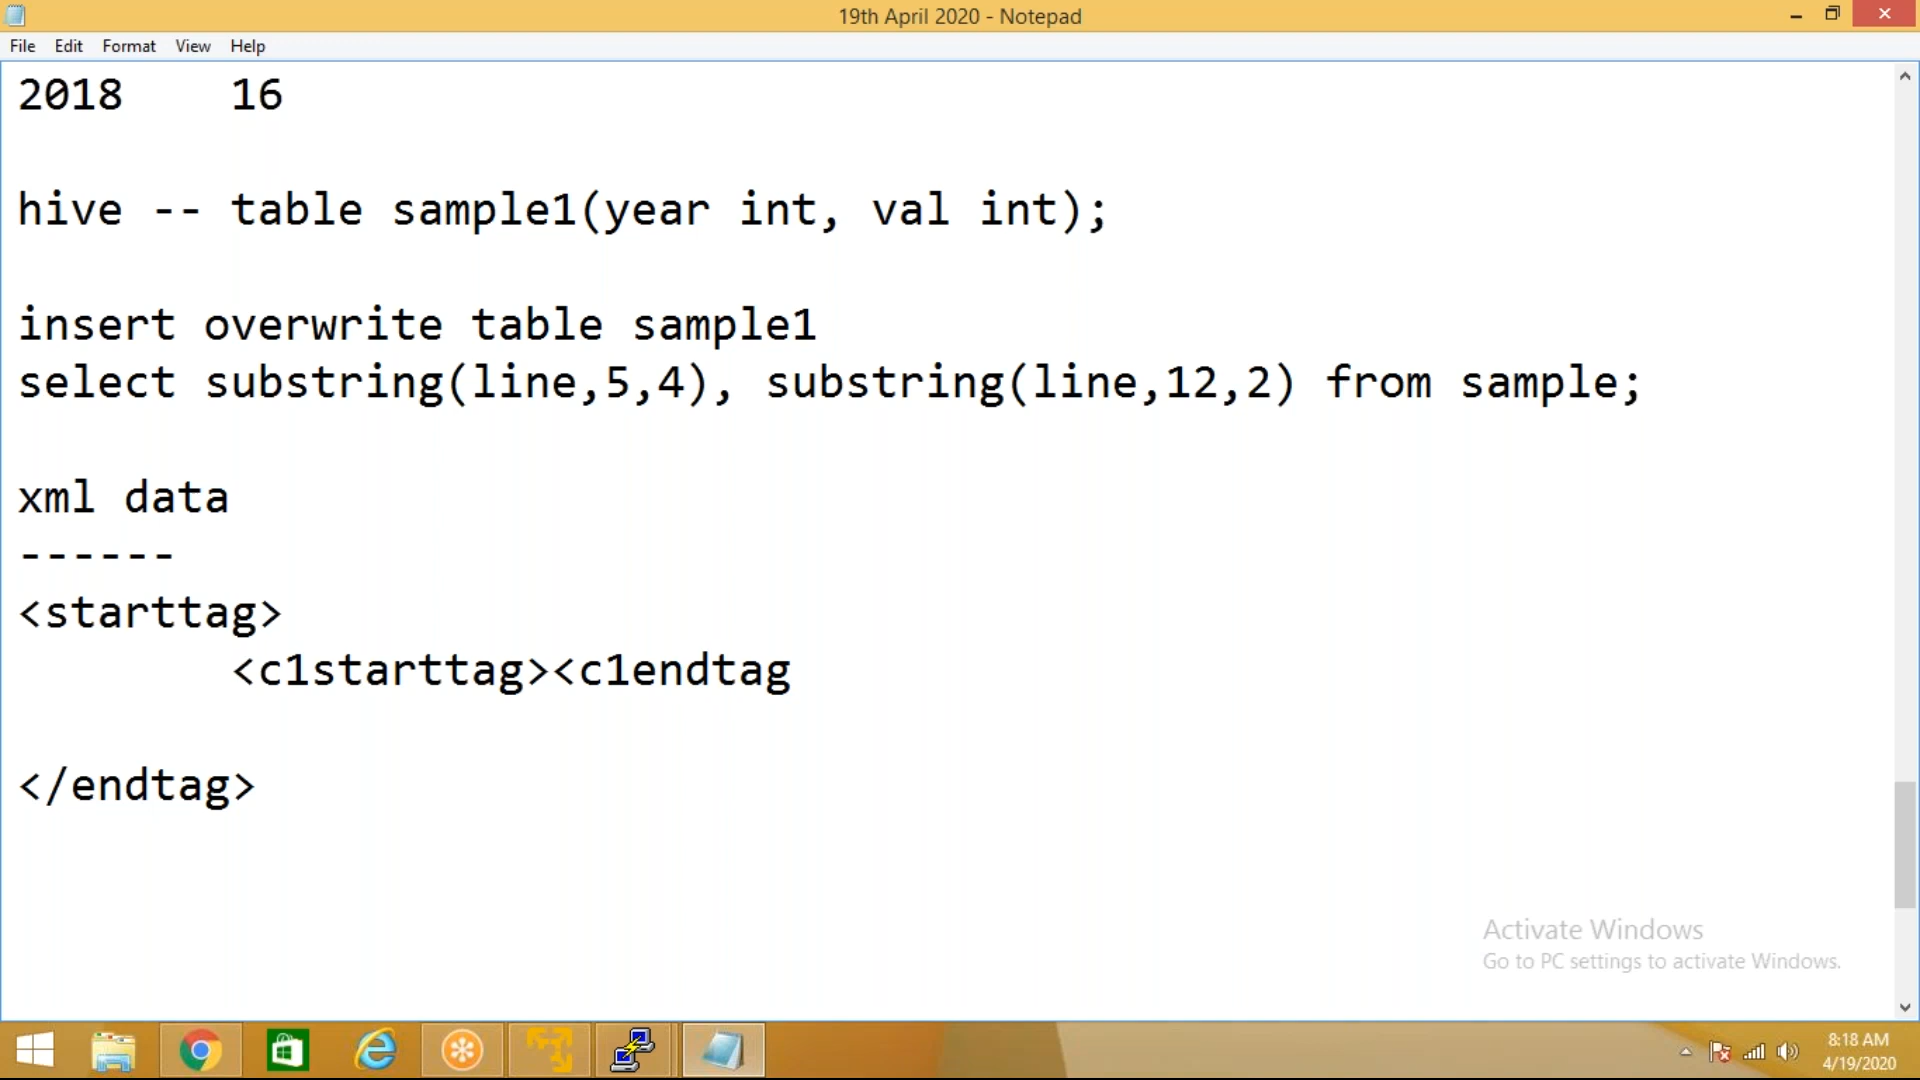 19th April 2020 - Notepad
File Edit Format View Help
2018    16
hive -- table sample1(year int, val int);
insert overwrite table sample1
select substring(line,5,4), substring(line,12,2) from sample;
xml data
------
<starttag>
        <c1starttag><c1endtag
</endtag>
Activate Windows
Go to PC settings to activate Windows.
8:18 AM
4/19/2020